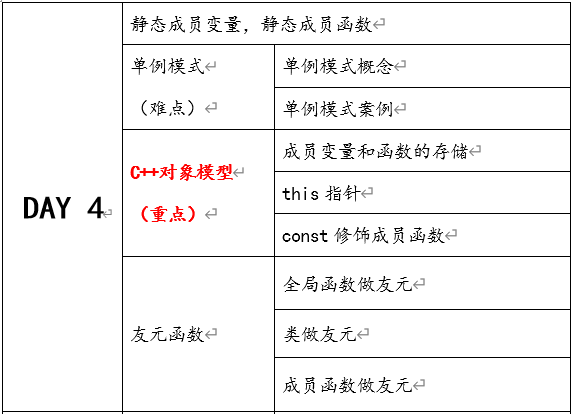 DAY 4
静态成员变量，静态成员函数
单例模式
（难点）
单例模式概念
单例模式案例
C++对象模型
（重点）
成员变量和函数的存储
this 指针
const 修饰成员函数
友元函数
全局函数做友元
类做友元
成员函数做友元